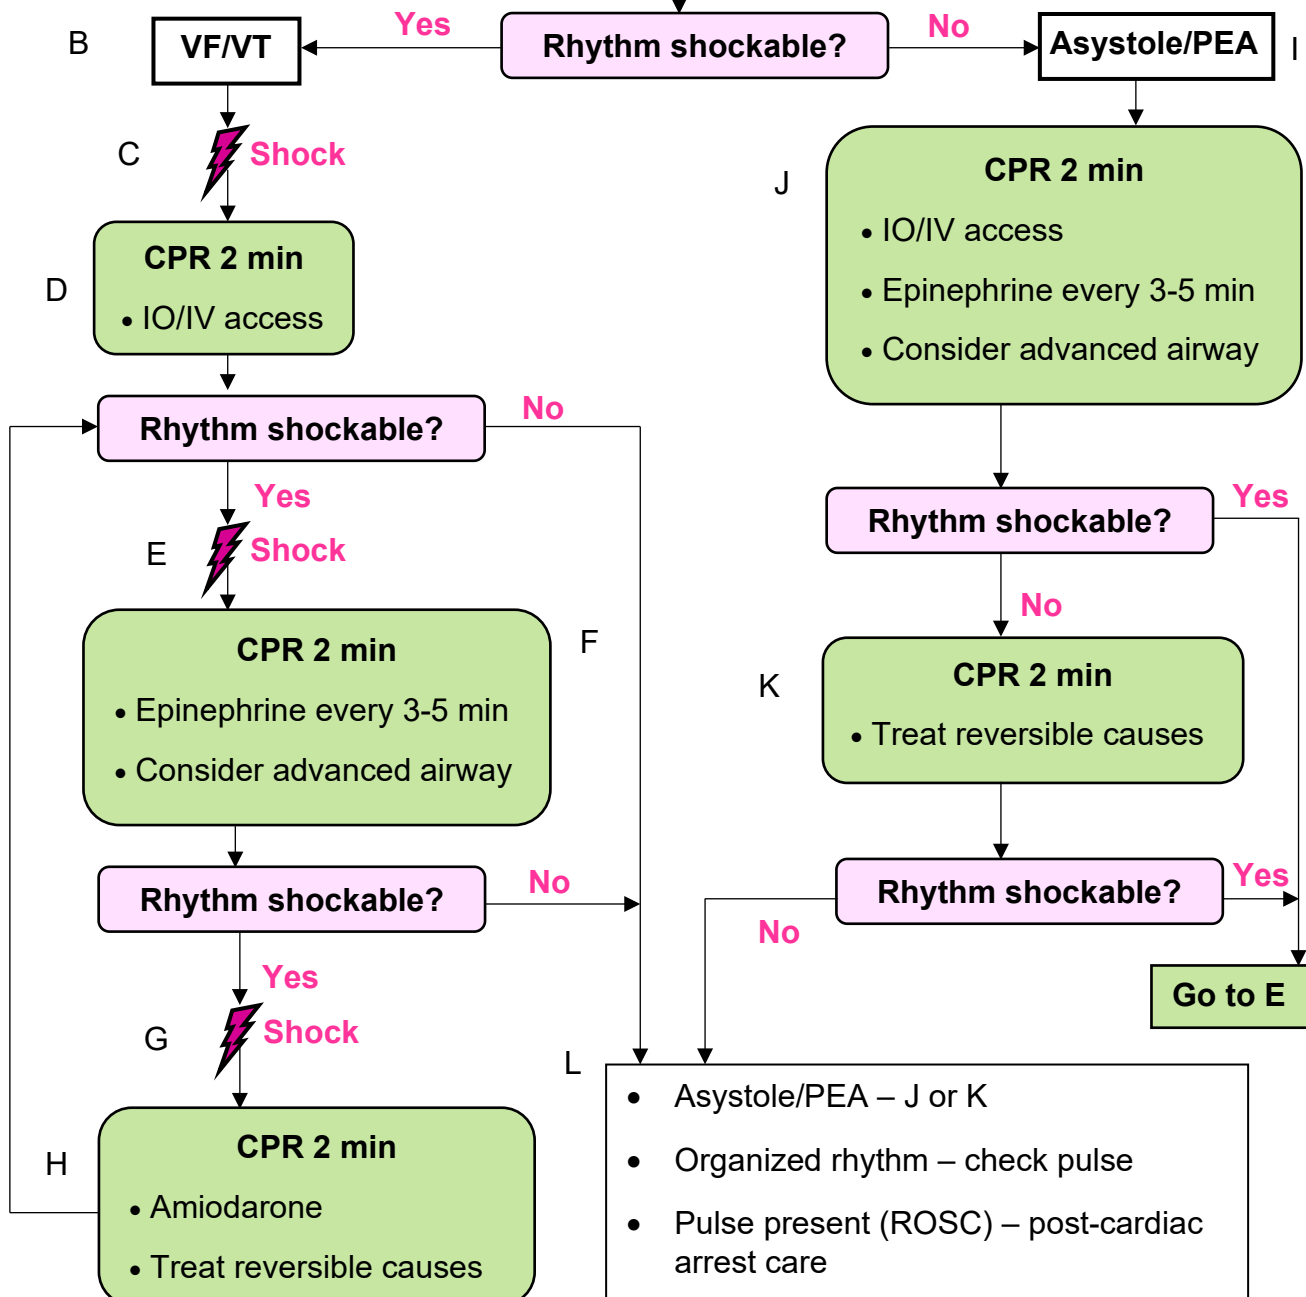 B
VF/VT
Yes
Rhythm shockable?
No
Asystole/PEA
I
C
Shock
D
CPR 2 min
• IO/IV access
Rhythm shockable?
No
Yes
E
Shock
F
CPR 2 min
• Epinephrine every 3-5 min
• Consider advanced airway
Rhythm shockable?
No
Yes
G
Shock
H
CPR 2 min
• Amiodarone
• Treat reversible causes
J
CPR 2 min
• IO/IV access
• Epinephrine every 3-5 min
• Consider advanced airway
Rhythm shockable?
Yes
No
K
CPR 2 min
• Treat reversible causes
Rhythm shockable?
Yes
No
Go to E
L
• Asystole/PEA – J or K
• Organized rhythm – check pulse
• Pulse present (ROSC) – post-cardiac
arrest care